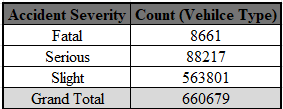 Accident Severity Count (Vehilce Type)
Fatal 8661
Serious 88217
Slight 563801
Grand Total 660679